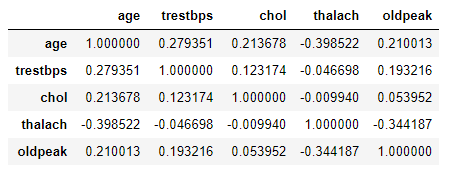 age trestbps chol thalach oldpeak
age 1.000000 0.279351 0.213678 -0.398522 0.210013
trestbps 0.279351 1.000000 0.123174 -0.046698 0.193216
chol 0.213678 0.123174 1.000000 -0.009940 0.053952
thalach -0.398522 -0.046698 -0.009940 1.000000 -0.344187
oldpeak 0.210013 0.193216 0.053952 -0.344187 1.000000